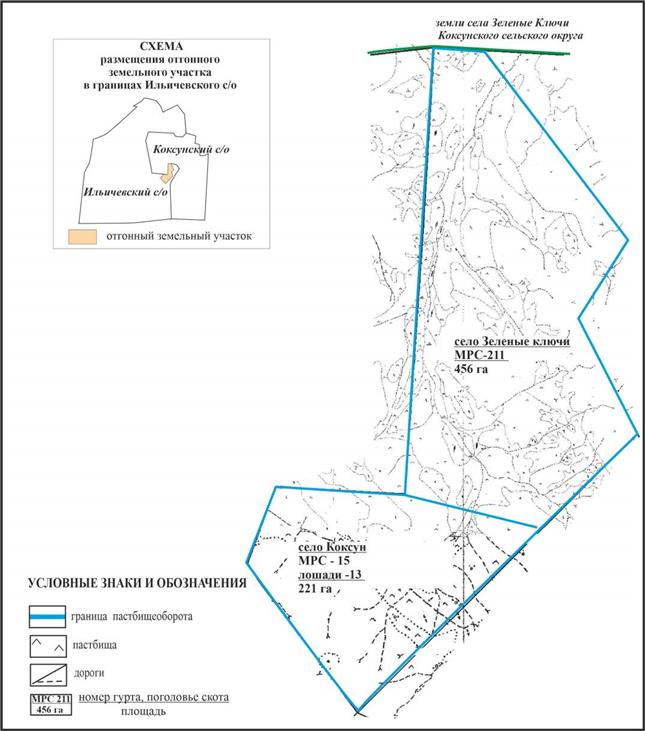 земли села Зеленые Ключи
Коксунского сельского округа
СХЕМА
размещения отгонного
земельного участка
в границах Ильичевского с/о
Коксунский с/о
Ильичевский с/о
отгонный земельный участок
село Зеленые ключи
МРС-211
456 га
село Коксун
МРС - 15
лошади -13
221 га
УСЛОВНЫЕ ЗНАКИ И ОБОЗНАЧЕНИЯ
граница пастбищеоборота
пастбища
дороги
МРС 211
456 га
номер гурта, поголовье скота
площадь